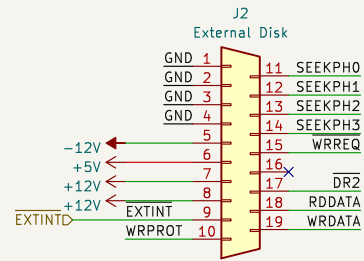 J2
External Disk
GND 1
11 SEEKPH0
GND 2
12 SEEKPH1
GND 3
13 SEEKPH2
GND 4
14 SEEKPH3
-12V 5
15 WRREQ
+5V 6
16
+12V 7
17 DR2
+12V 8
18 RDDATA
EXTINT EXTINT 9
19 WRDATA
WRPROT 10